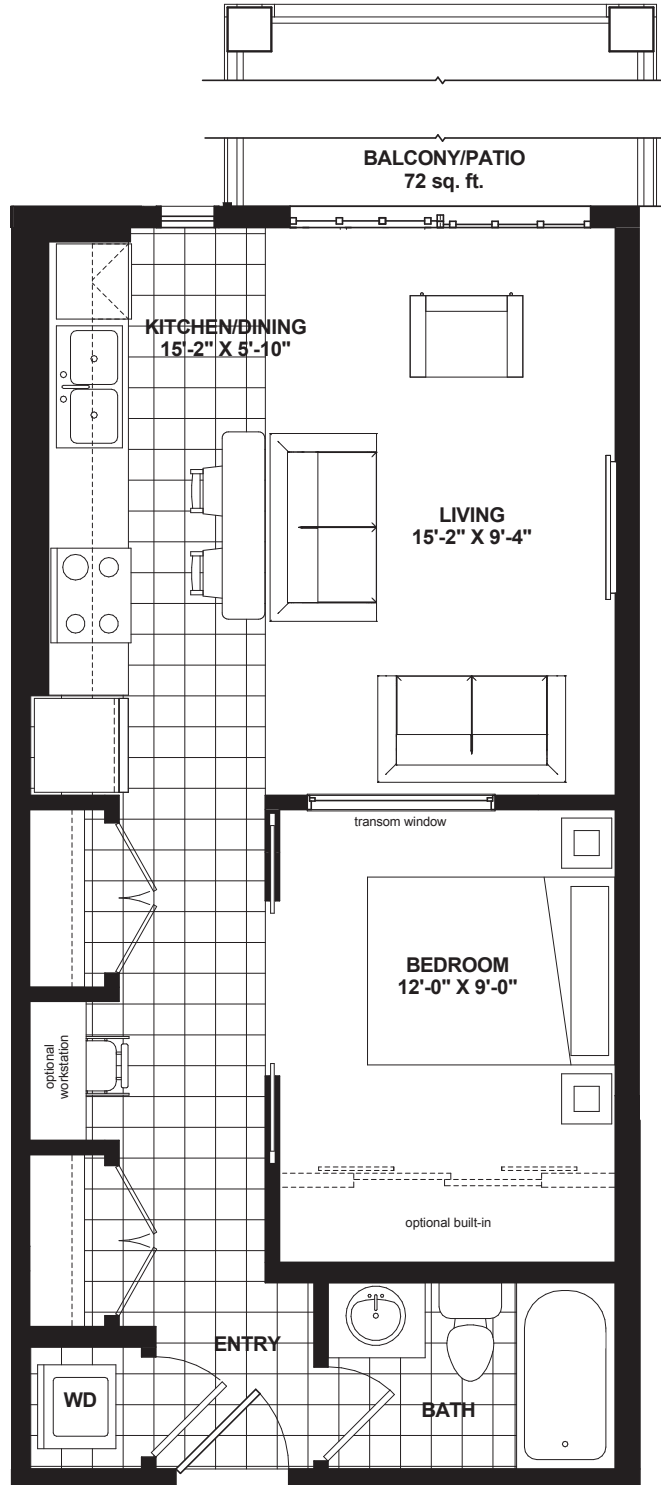 BALCONY/PATIO
72 sq. ft.
KITCHEN/DINING
15'-2" X 5'-10"
LIVING
15'-2" X 9'-4"
transom window
BEDROOM
12'-0" X 9'-0"
optional
workstation
optional built-in
ENTRY
WD
BATH